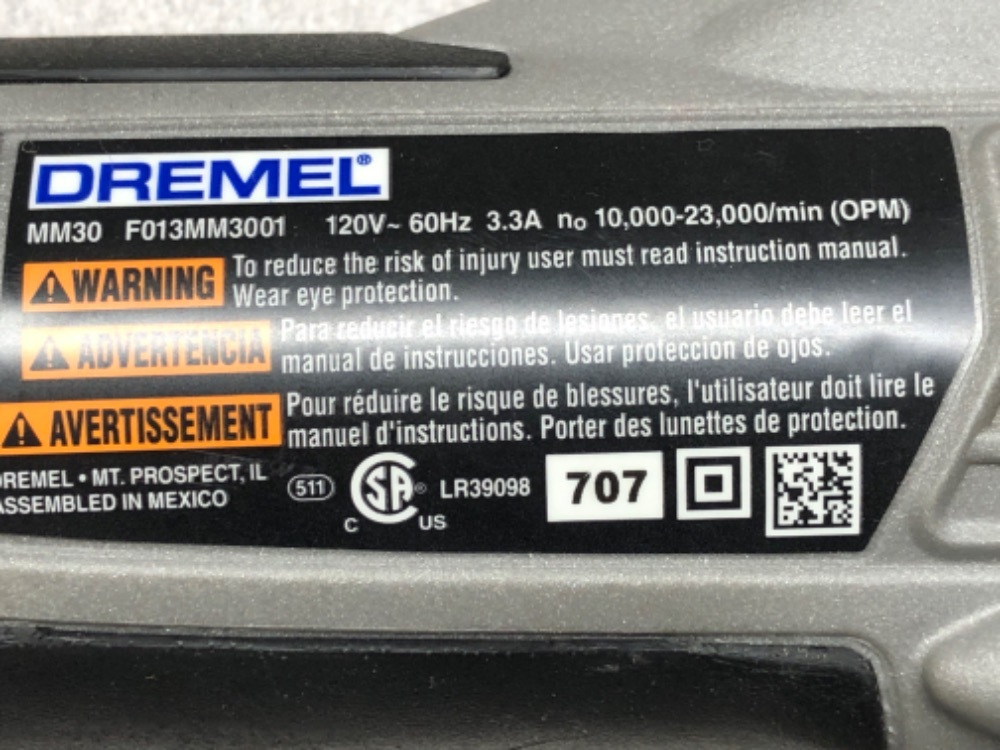 DREMEL®
MM30 F013MM3001 120V~ 60Hz 3.3A no 10,000-23,000/min (OPM)
WARNING To reduce the risk of injury user must read instruction manual.
Wear eye protection.
ADVERTENCIA Para reducir el riesgo de lesiones, el usuario debe leer el
manual de instrucciones. Usar proteccion de ojos.
AVERTISSEMENT Pour réduire le risque de blessures, l'utilisateur doit lire le
manuel d'instructions. Porter des lunettes de protection.
DREMEL • MT. PROSPECT, IL
ASSEMBLED IN MEXICO
511 C SA® US LR39098 707